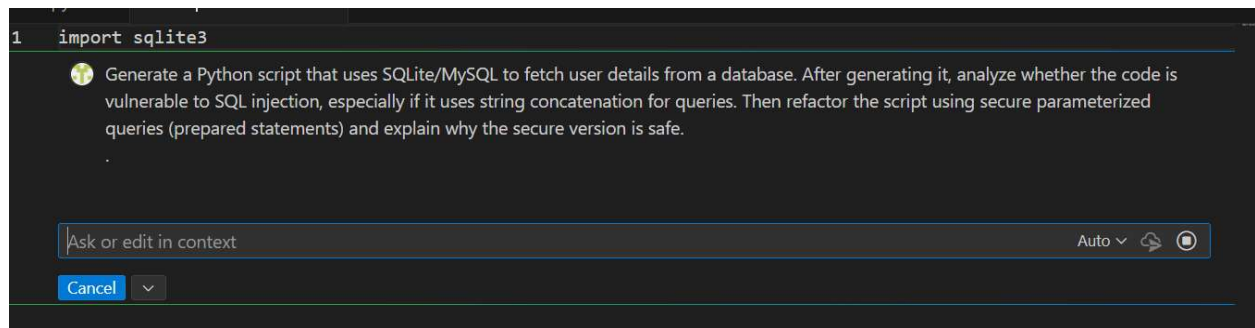 1 import sqlite3
Generate a Python script that uses SQLite/MySQL to fetch user details from a database. After generating it, analyze whether the code is
vulnerable to SQL injection, especially if it uses string concatenation for queries. Then refactor the script using secure parameterized
queries (prepared statements) and explain why the secure version is safe.
.
Ask or edit in context Auto
Cancel